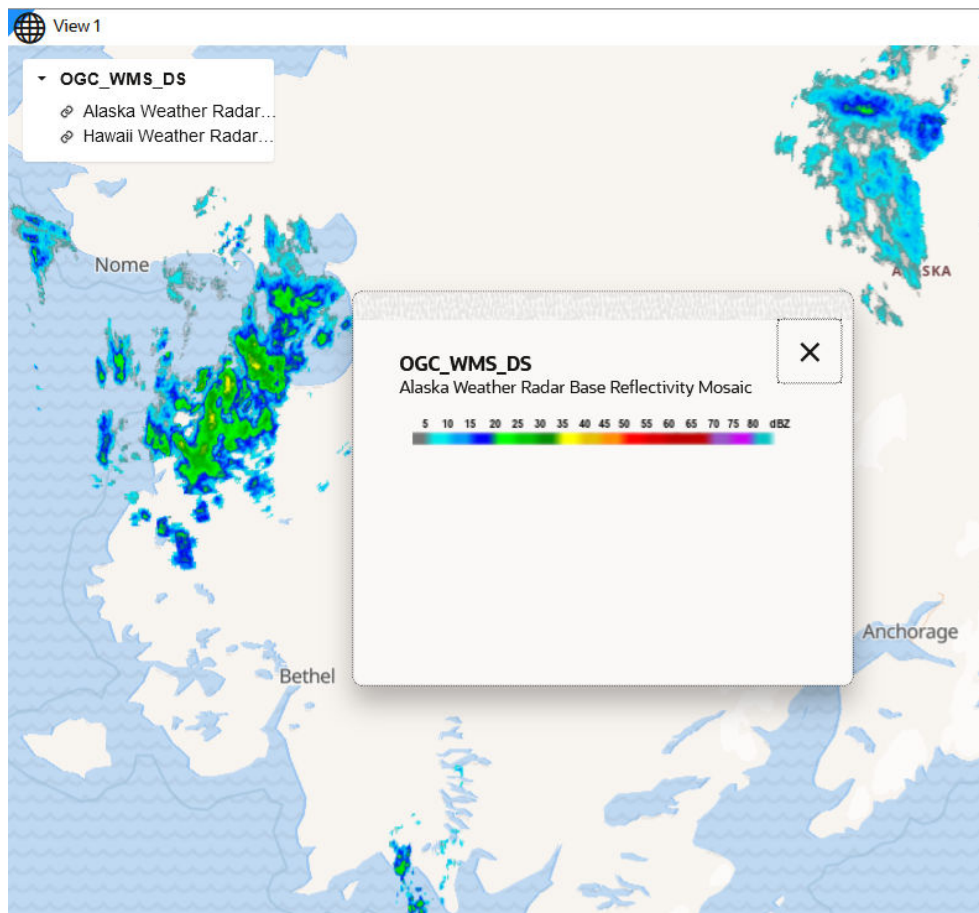 View 1
OGC_WMS_DS
Alaska Weather Radar...
Hawaii Weather Radar...
Nome
OGC_WMS_DS
Alaska Weather Radar Base Reflectivity Mosaic
5 10 15 20 25 30 35 40 45 50 55 60 65 70 75 80 dBZ
Anchorage
Bethel